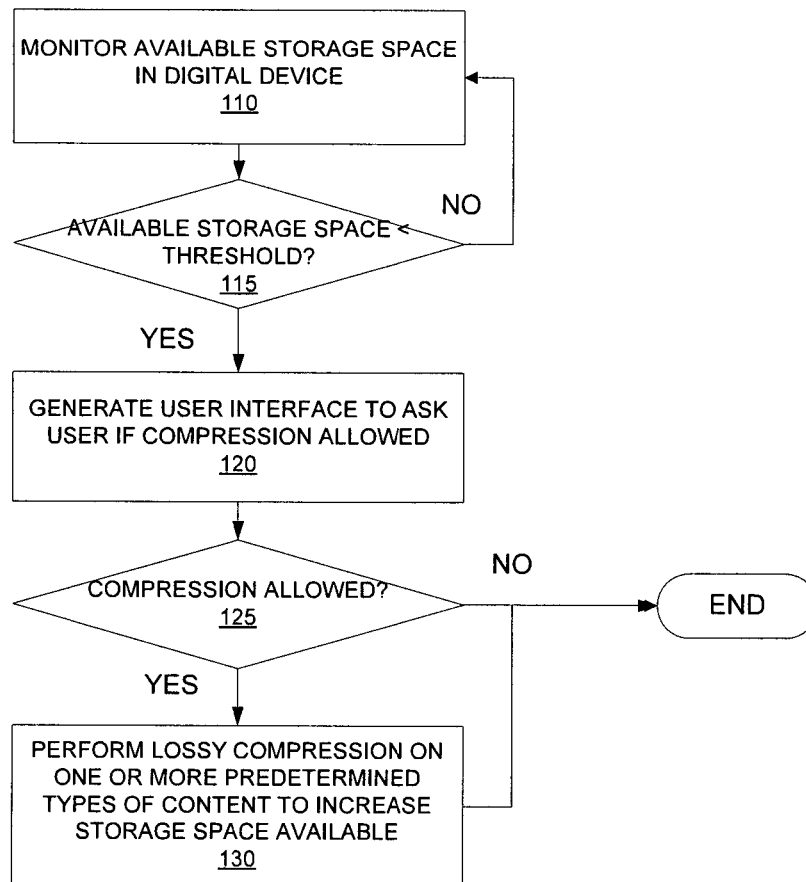 MONITOR AVAILABLE STORAGE SPACE
IN DIGITAL DEVICE
110
AVAILABLE STORAGE SPACE <
THRESHOLD?
115
NO
YES
GENERATE USER INTERFACE TO ASK
USER IF COMPRESSION ALLOWED
120
COMPRESSION ALLOWED?
125
NO
END
YES
PERFORM LOSSY COMPRESSION ON
ONE OR MORE PREDETERMINED
TYPES OF CONTENT TO INCREASE
STORAGE SPACE AVAILABLE
130